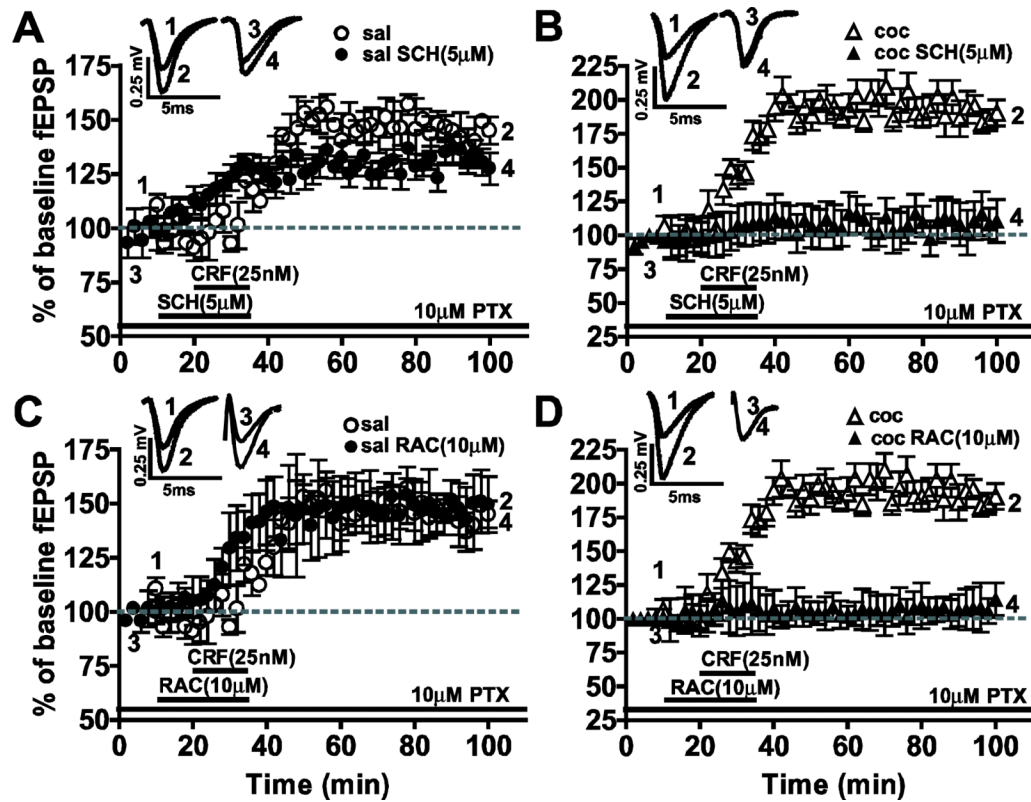 A
1
2
3
4
0.25 mV
5ms
sal
sal SCH(5µM)
% of baseline fEPSP
175
150
125
100
75
50
1
3
2
4
CRF(25nM)
SCH(5µM)
10µM PTX
0 20 40 60 80 100
B
1
2
3
4
0.25 mV
5ms
coc
coc SCH(5µM)
225
200
175
150
125
100
75
50
25
1
3
2
4
CRF(25nM)
SCH(5µM)
10µM PTX
0 20 40 60 80 100
C
1
2
3
4
0.25 mV
5ms
sal
sal RAC(10µM)
% of baseline fEPSP
175
150
125
100
75
50
1
3
2
4
CRF(25nM)
RAC(10µM)
10µM PTX
0 20 40 60 80 100
Time (min)
D
1
2
3
4
0.25 mV
5ms
coc
coc RAC(10µM)
225
200
175
150
125
100
75
50
25
1
3
2
4
CRF(25nM)
RAC(10µM)
10µM PTX
0 20 40 60 80 100
Time (min)